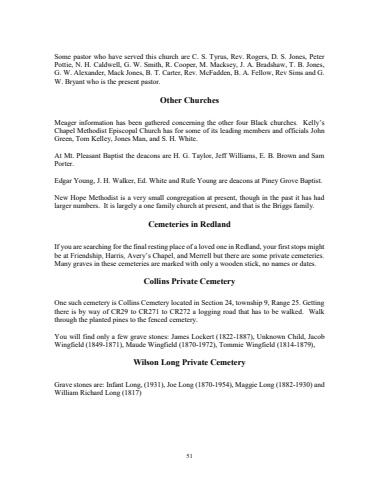 Some pastor who have served this church are C. S. Tyrus, Rev. Rogers, D. S. Jones, Peter
Pottie, N. H. Caldwell, G. W. Smith, R. Cooper, M. Macksey, J. A. Bradshaw, T. B. Jones,
G. W. Alexander, Mack Jones, B. T. Carter, Rev. McFadden, B. A. Fellow, Rev Sims and G.
W. Bryant who is the present pastor.
Other Churches
Meager information has been gathered concerning the other four Black churches. Kelly's
Chapel Methodist Episcopal Church has for some of its leading members and officials John
Green, Tom Kelley, Jones Man, and S. H. White.
At Mt. Pleasant Baptist the deacons are H. G. Taylor, Jeff Williams, E. B. Brown and Sam
Porter.
Edgar Young, J. H. Walker, Ed. White and Rufe Young are deacons at Piney Grove Baptist.
New Hope Methodist is a very small congregation at present, though in the past it has had
larger numbers. It is largely a one family church at present, and that is the Briggs family.
Cemeteries in Redland
If you are searching for the final resting place of a loved one in Redland, your first stops might
be at Friendship, Harris, Avery's Chapel, and Merrell but there are some private cemeteries.
Many graves in these cemeteries are marked with only a wooden stick, no names or dates.
Collins Private Cemetery
One such cemetery is Collins Cemetery located in Section 24, township 9, Range 25. Getting
there is by way of CR29 to CR271 to CR272 a logging road that has to be walked. Walk
through the planted pines to the fenced cemetery.
You will find only a few grave stones: James Lockert (1822-1887), Unknown Child, Jacob
Wingfield (1849-1871), Maude Wingfield (1870-1972), Tommie Wingfield (1814-1879),
Wilson Long Private Cemetery
Grave stones are: Infant Long, (1931), Joe Long (1870-1954), Maggie Long (1882-1930) and
William Richard Long (1817)
51